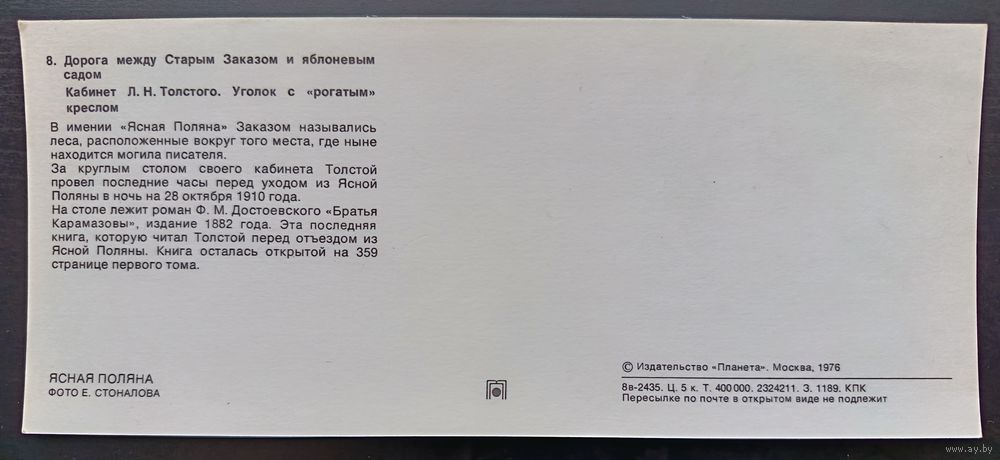 8. Дорога между Старым Заказом и яблоневым
садом
Кабинет Л. Н. Толстого. Уголок с «рогатым»
креслом
В имении «Ясная Поляна» Заказом назывались
леса, расположенные вокруг того места, где ныне
находится могила писателя.
За круглым столом своего кабинета Толстой
провел последние часы перед уходом из Ясной
Поляны в ночь на 28 октября 1910 года.
На столе лежит роман Ф. М. Достоевского «Братья
Карамазовы», издание 1882 года. Эта последняя
книга, которую читал Толстой перед отъездом из
Ясной Поляны. Книга осталась открытой на 359
странице первого тома.
ЯСНАЯ ПОЛЯНА
ФОТО Е. СТОНАЛОВА
© Издательство «Планета». Москва, 1976
8в-2435. Ц. 5 к. Т. 400 000. 2324211. З. 1189. КПК
Пересылке по почте в открытом виде не подлежит
www.ay.by